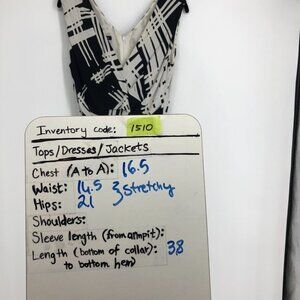 Inventory code: 1510
Tops/Dresses/Jackets
Chest (A to A): 16.5
Waist: 14.5 } Stretchy
Hips: 21
Shoulders:
Sleeve length (from armpit):
Length (bottom of collar): 38
to bottom hem)